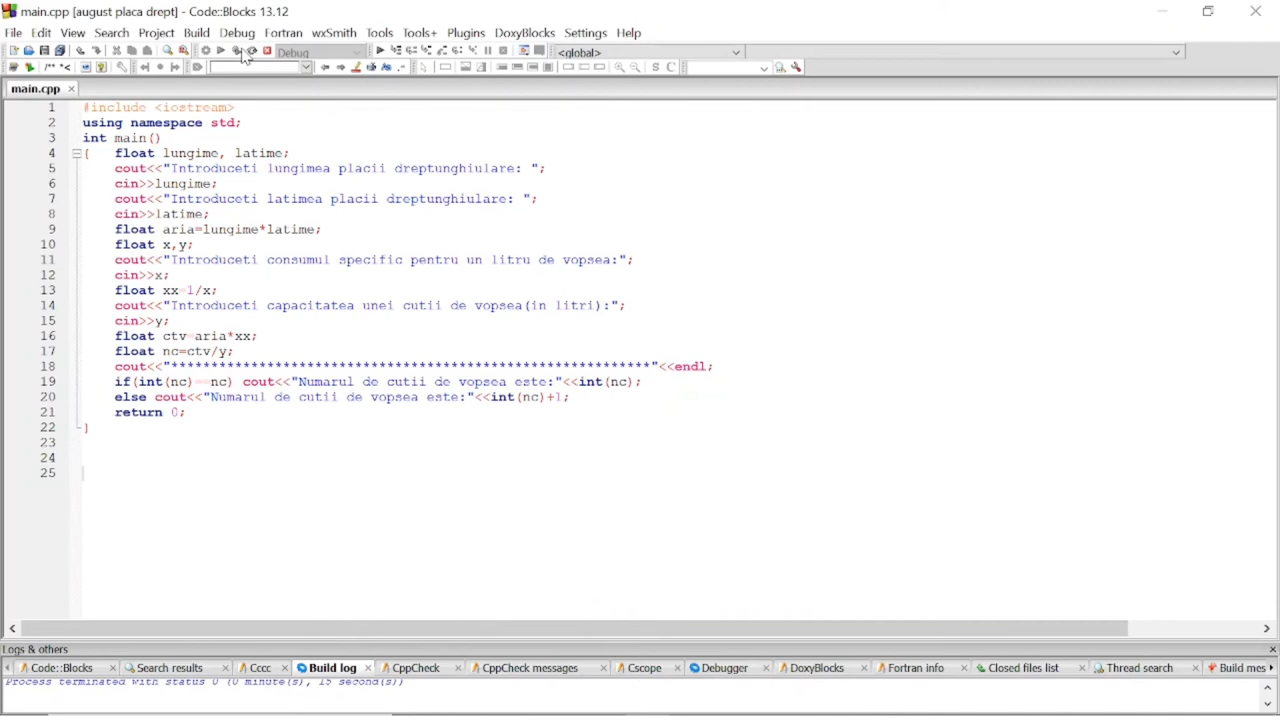 main.cpp [august placa drept] - Code::Blocks 13.12
File Edit View Search Project Build Debug Fortran wxSmith Tools Tools+ Plugins DoxyBlocks Settings Help
Debug <global>
/** *< S C
main.cpp
1 #include <iostream>
2 using namespace std;
3 int main()
4 { float lungime, latime;
5 cout<<"Introduceti lungimea placii dreptunghiulare: ";
6 cin>>lungime;
7 cout<<"Introduceti latimea placii dreptunghiulare: ";
8 cin>>latime;
9 float aria=lungime*latime;
10 float x,y;
11 cout<<"Introduceti consumul specific pentru un litru de vopsea:";
12 cin>>x;
13 float xx=1/x;
14 cout<<"Introduceti capacitatea unei cutii de vopsea(in litri):";
15 cin>>y;
16 float ctv=aria*xx;
17 float nc=ctv/y;
18 cout<<"************************************************************"<<endl;
19 if(int(nc)==nc) cout<<"Numarul de cutii de vopsea este:"<<int(nc);
20 else cout<<"Numarul de cutii de vopsea este:"<<int(nc)+1;
21 return 0;
22 }
23
24
25
Logs & others
Code::Blocks Search results Cccc Build log CppCheck CppCheck messages Cscope Debugger DoxyBlocks Fortran info Closed files list Thread search Build mes
Process terminated with status 0 (0 minute(s), 15 second(s))